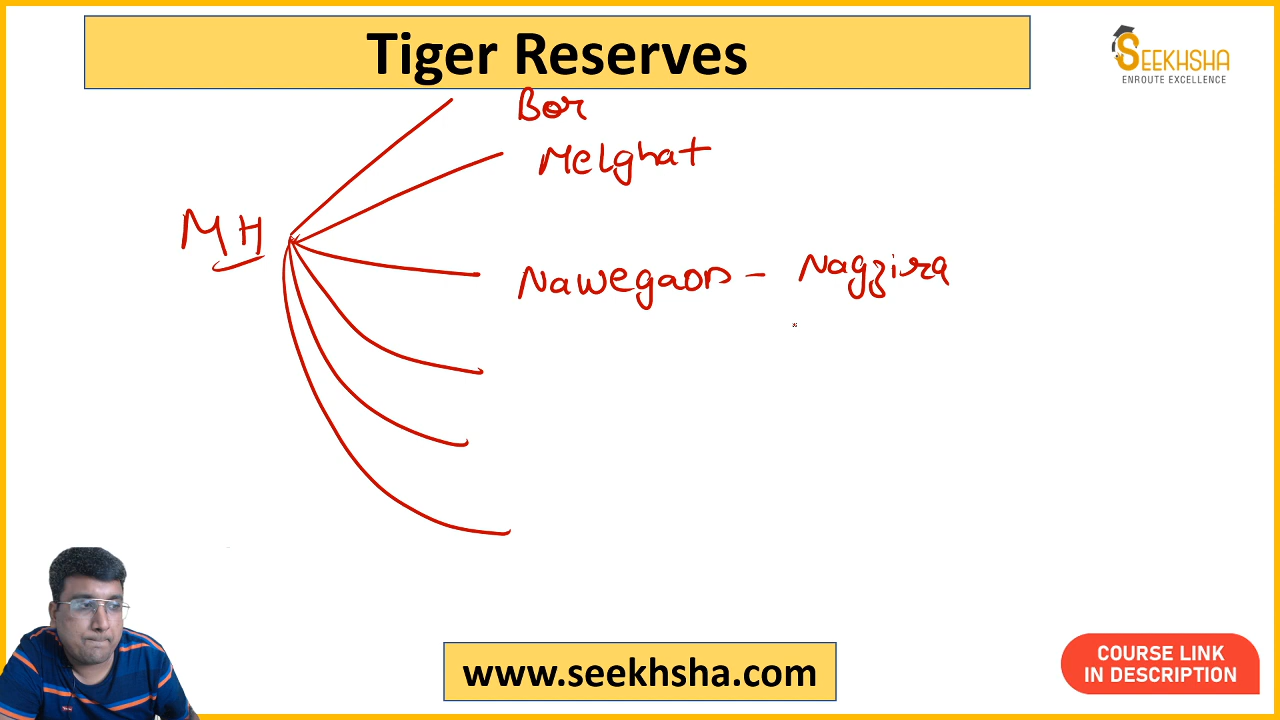 Tiger Reserves
SEEKHSHA
ENROUTE EXCELLENCE
Bor
Melghat
MH
Nawegaon - Nagzira
www.seekhsha.com
COURSE LINK
IN DESCRIPTION